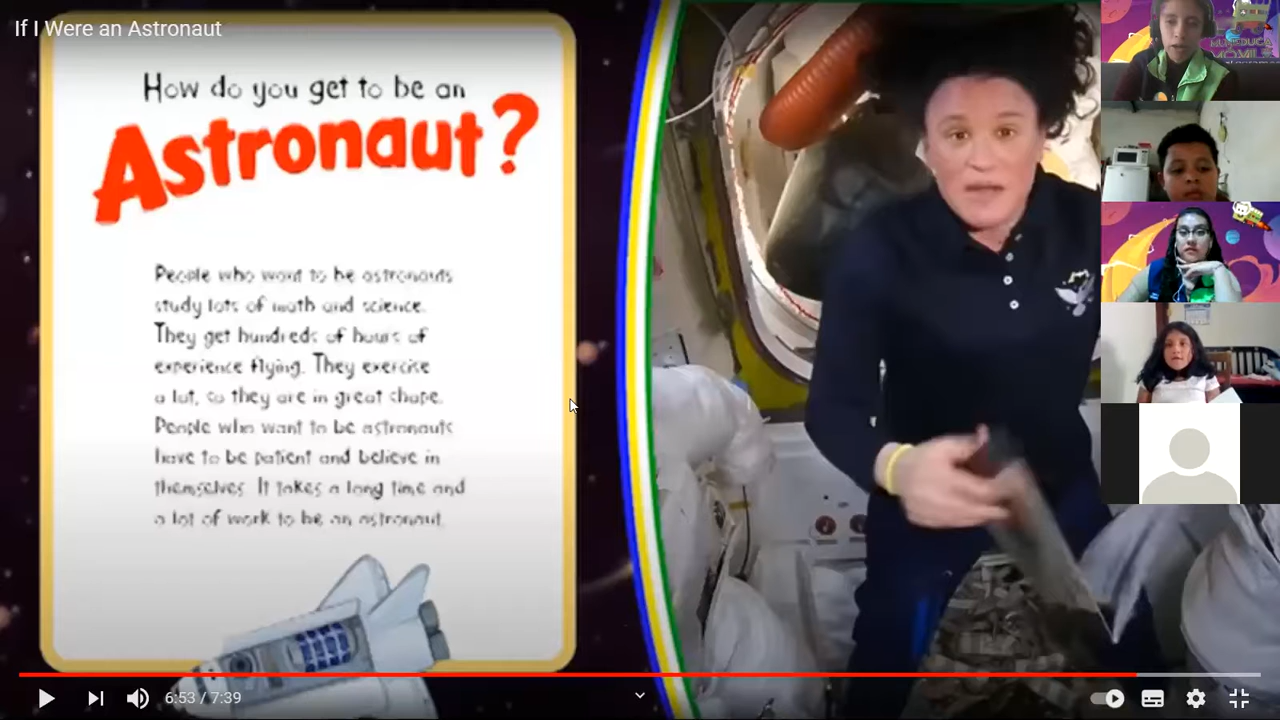 If I Were an Astronaut
How do you get to be an
Astronaut?
People who want to be astronauts
study lots of math and science.
They get hundreds of hours of
experience flying. They exercise
a lot, so they are in great shape.
People who want to be astronauts
have to be patient and believe in
themselves. It takes a long time and
a lot of work to be an astronaut.
6:53 / 7:39